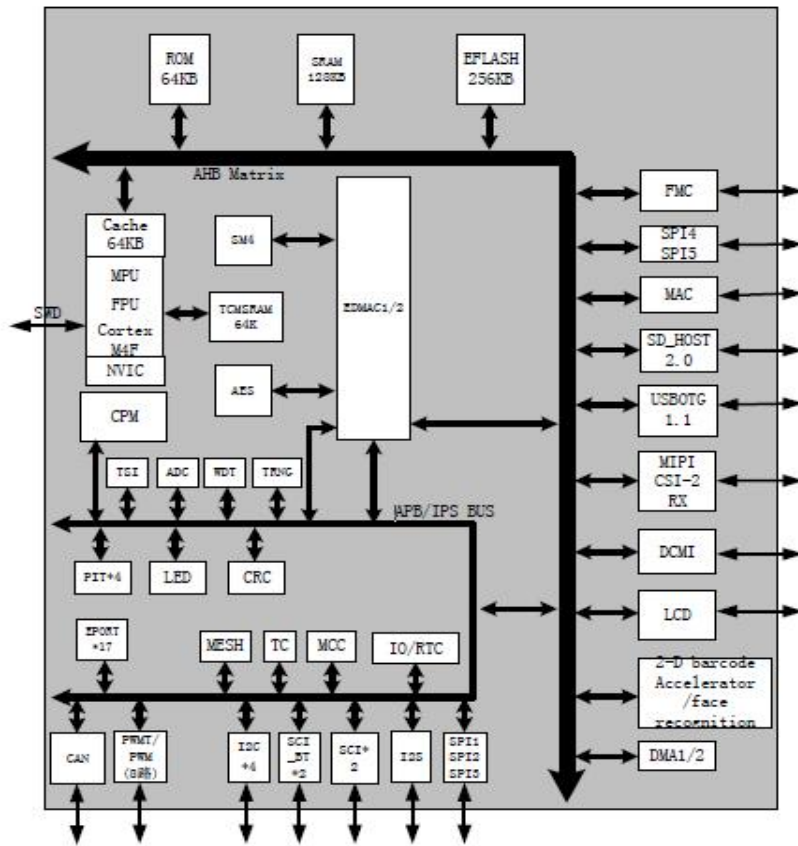 ROM
64KB
SRAM
128KB
EFLASH
256KB
AHB Matrix
FMC
Cache
64KB
SM4
SPI4
SPI5
MPU
FPU
Cortex
M4F
NVIC
SWD
TCMSRAM
64K
EDMAC1/2
MAC
SD_HOST
2.0
AES
USBOTG
1.1
CPM
TSI
ADC
WDT
TRNG
MIPI
CSI-2
RX
APB/IPS BUS
DCMI
PIT*4
LED
CRC
LCD
EPORT
*17
MESH
TC
MCC
IO/RTC
2-D barcode
Accelerator
/face
recognition
CAN
PWMT/
PWM
(8路)
I2C
*4
SCI
_BT
*2
SCI*
2
I2S
SPI1
SPI2
SPI3
DMA1/2